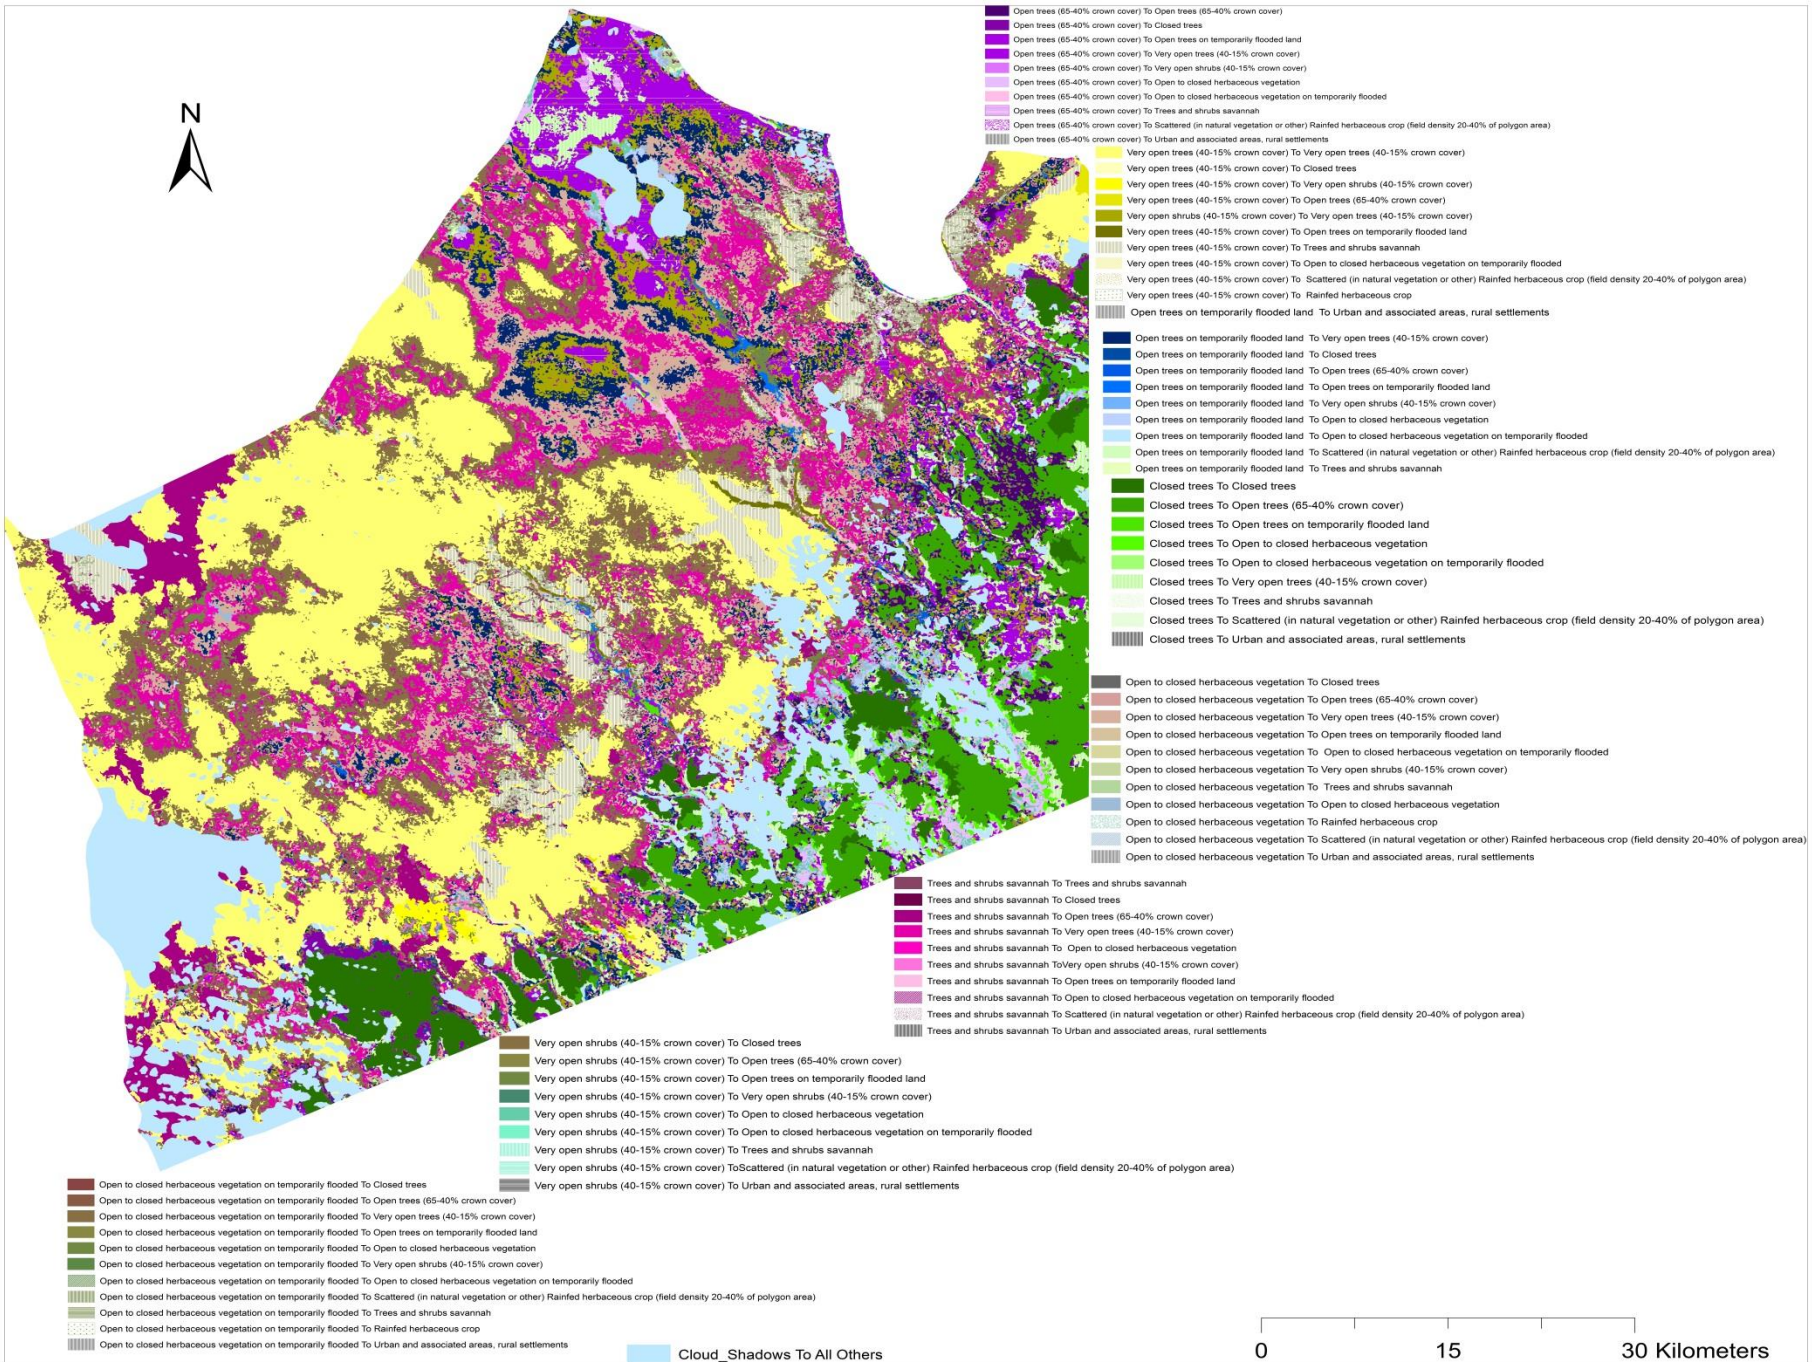 Open trees (65-40% crown cover) To Open trees (65-40% crown cover)
Open trees (65-40% crown cover) To Closed trees
Open trees (65-40% crown cover) To Open trees on temporarily flooded land
Open trees (65-40% crown cover) To Very open trees (40-15% crown cover)
Open trees (65-40% crown cover) To Very open shrubs (40-15% crown cover)
Open trees (65-40% crown cover) To Open to closed herbaceous vegetation
Open trees (65-40% crown cover) To Open to closed herbaceous vegetation on temporarily flooded
Open trees (65-40% crown cover) To Trees and shrubs savannah
Open trees (65-40% crown cover) To Scattered (in natural vegetation or other) Rainfed herbaceous crop (field density 20-40% of polygon area)
Open trees (65-40% crown cover) To Urban and associated areas, rural settlements
N
Very open trees (40-15% crown cover) To Very open trees (40-15% crown cover)
Very open trees (40-15% crown cover) To Closed trees
Very open trees (40-15% crown cover) To Very open shrubs (40-15% crown cover)
Very open trees (40-15% crown cover) To Open trees (65-40% crown cover)
Very open shrubs (40-15% crown cover) To Very open trees (40-15% crown cover)
Very open trees (40-15% crown cover) To Open trees on temporarily flooded land
Very open trees (40-15% crown cover) To Trees and shrubs savannah
Very open trees (40-15% crown cover) To Open to closed herbaceous vegetation on temporarily flooded
Very open trees (40-15% crown cover) To Scattered (in natural vegetation or other) Rainfed herbaceous crop (field density 20-40% of polygon area)
Very open trees (40-15% crown cover) To Rainfed herbaceous crop
Open trees on temporarily flooded land To Urban and associated areas, rural settlements
Open trees on temporarily flooded land To Very open trees (40-15% crown cover)
Open trees on temporarily flooded land To Closed trees
Open trees on temporarily flooded land To Open trees (65-40% crown cover)
Open trees on temporarily flooded land To Open trees on temporarily flooded land
Open trees on temporarily flooded land To Very open shrubs (40-15% crown cover)
Open trees on temporarily flooded land To Open to closed herbaceous vegetation
Open trees on temporarily flooded land To Open to closed herbaceous vegetation on temporarily flooded
Open trees on temporarily flooded land To Scattered (in natural vegetation or other) Rainfed herbaceous crop (field density 20-40% of polygon area)
Open trees on temporarily flooded land To Trees and shrubs savannah
Closed trees To Closed trees
Closed trees To Open trees (65-40% crown cover)
Closed trees To Open trees on temporarily flooded land
Closed trees To Open to closed herbaceous vegetation
Closed trees To Open to closed herbaceous vegetation on temporarily flooded
Closed trees To Very open trees (40-15% crown cover)
Closed trees To Trees and shrubs savannah
Closed trees To Scattered (in natural vegetation or other) Rainfed herbaceous crop (field density 20-40% of polygon area)
Closed trees To Urban and associated areas, rural settlements
Open to closed herbaceous vegetation To Closed trees
Open to closed herbaceous vegetation To Open trees (65-40% crown cover)
Open to closed herbaceous vegetation To Very open trees (40-15% crown cover)
Open to closed herbaceous vegetation To Open trees on temporarily flooded land
Open to closed herbaceous vegetation To Open to closed herbaceous vegetation on temporarily flooded
Open to closed herbaceous vegetation To Very open shrubs (40-15% crown cover)
Open to closed herbaceous vegetation To Trees and shrubs savannah
Open to closed herbaceous vegetation To Open to closed herbaceous vegetation
Open to closed herbaceous vegetation To Rainfed herbaceous crop
Open to closed herbaceous vegetation To Scattered (in natural vegetation or other) Rainfed herbaceous crop (field density 20-40% of polygon area)
Open to closed herbaceous vegetation To Urban and associated areas, rural settlements
Trees and shrubs savannah To Trees and shrubs savannah
Trees and shrubs savannah To Closed trees
Trees and shrubs savannah To Open trees (65-40% crown cover)
Trees and shrubs savannah To Very open trees (40-15% crown cover)
Trees and shrubs savannah To Open to closed herbaceous vegetation
Trees and shrubs savannah ToVery open shrubs (40-15% crown cover)
Trees and shrubs savannah To Open trees on temporarily flooded land
Trees and shrubs savannah To Open to closed herbaceous vegetation on temporarily flooded
Trees and shrubs savannah To Scattered (in natural vegetation or other) Rainfed herbaceous crop (field density 20-40% of polygon area)
Trees and shrubs savannah To Urban and associated areas, rural settlements
Very open shrubs (40-15% crown cover) To Closed trees
Very open shrubs (40-15% crown cover) To Open trees (65-40% crown cover)
Very open shrubs (40-15% crown cover) To Open trees on temporarily flooded land
Very open shrubs (40-15% crown cover) To Very open shrubs (40-15% crown cover)
Very open shrubs (40-15% crown cover) To Open to closed herbaceous vegetation
Very open shrubs (40-15% crown cover) To Open to closed herbaceous vegetation on temporarily flooded
Very open shrubs (40-15% crown cover) To Trees and shrubs savannah
Very open shrubs (40-15% crown cover) ToScattered (in natural vegetation or other) Rainfed herbaceous crop (field density 20-40% of polygon area)
Very open shrubs (40-15% crown cover) To Urban and associated areas, rural settlements
Open to closed herbaceous vegetation on temporarily flooded To Closed trees
Open to closed herbaceous vegetation on temporarily flooded To Open trees (65-40% crown cover)
Open to closed herbaceous vegetation on temporarily flooded To Very open trees (40-15% crown cover)
Open to closed herbaceous vegetation on temporarily flooded To Open trees on temporarily flooded land
Open to closed herbaceous vegetation on temporarily flooded To Open to closed herbaceous vegetation
Open to closed herbaceous vegetation on temporarily flooded To Very open shrubs (40-15% crown cover)
Open to closed herbaceous vegetation on temporarily flooded To Open to closed herbaceous vegetation on temporarily flooded
Open to closed herbaceous vegetation on temporarily flooded To Scattered (in natural vegetation or other) Rainfed herbaceous crop (field density 20-40% of polygon area)
Open to closed herbaceous vegetation on temporarily flooded To Trees and shrubs savannah
Open to closed herbaceous vegetation on temporarily flooded To Rainfed herbaceous crop
Open to closed herbaceous vegetation on temporarily flooded To Urban and associated areas, rural settlements
Cloud_Shadows To All Others
0 15 30 Kilometers